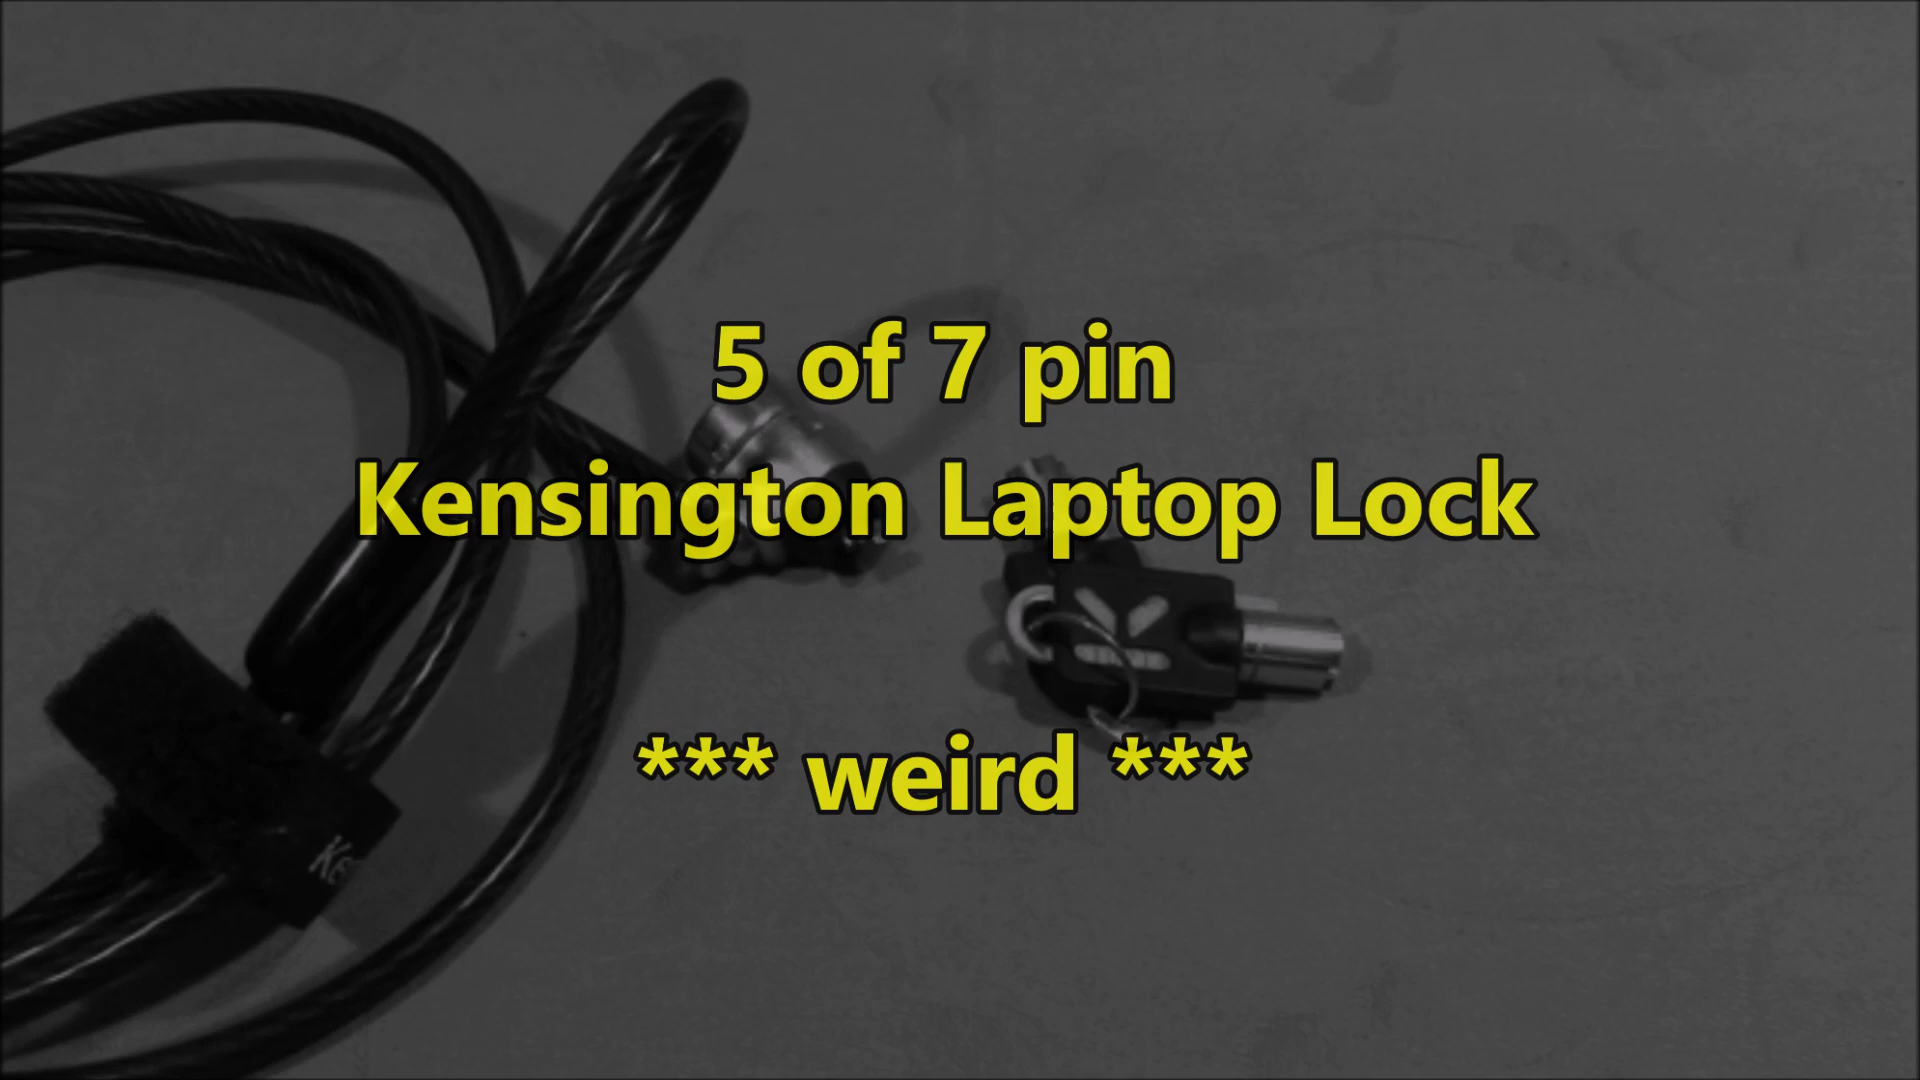 5 of 7 pin
Kensington Laptop Lock
*** weird ***